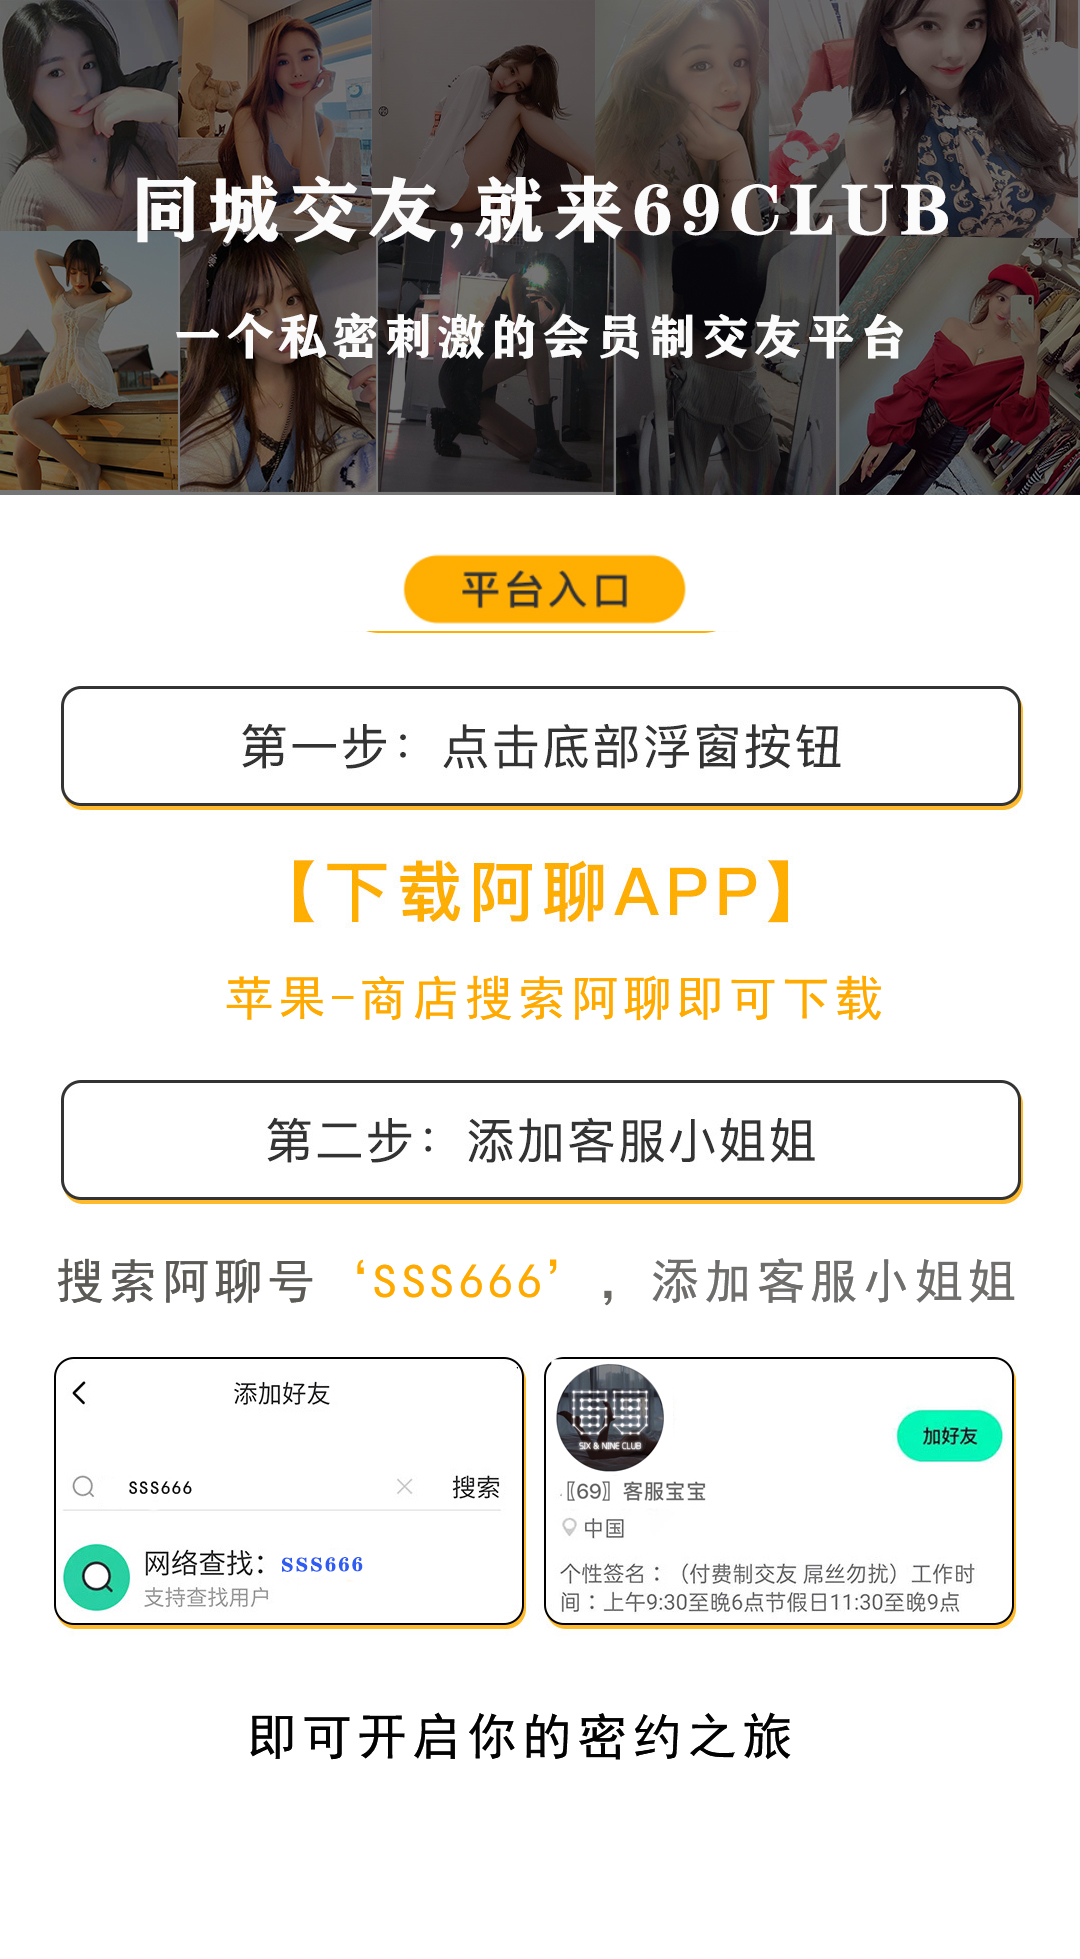 同城交友,就来69CLUB
一个私密刺激的会员制交友平台
平台入口
第一步：点击底部浮窗按钮
【下载阿聊APP】
苹果-商店搜索阿聊即可下载
第二步：添加客服小姐姐
搜索阿聊号‘SSS666’，添加客服小姐姐
添加好友
SSS666 搜索
网络查找：SSS666
支持查找用户
69
SIX & NINE CLUB
加好友
〖69〗客服宝宝
中国
个性签名：（付费制交友 屌丝勿扰）工作时
间：上午9:30至晚6点节假日11:30至晚9点
即可开启你的密约之旅